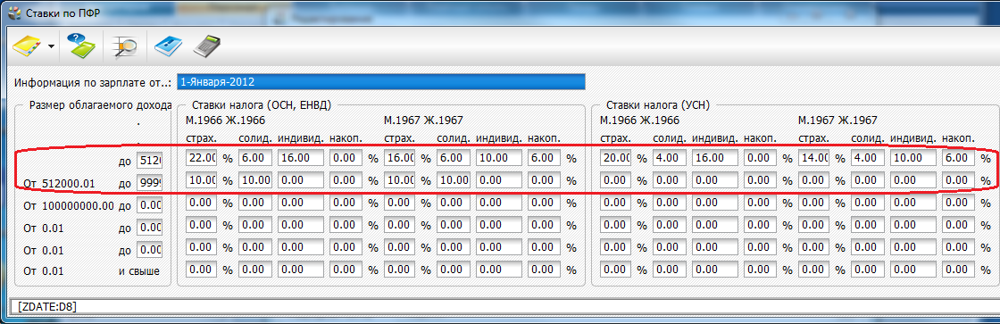 Ставки по ПФР
Информация по зарплате от..: 1-Января-2012
Размер облагаемого дохода Ставки налога (ОСН, ЕНВД) Ставки налога (УСН)
М.1966 Ж.1966 М.1967 Ж.1967 М.1966 Ж.1966 М.1967 Ж.1967
страх. солид. индивид. накоп. страх. солид. индивид. накоп. страх. солид. индивид. накоп. страх. солид. индивид. накоп.
до 512 22.00 % 6.00 16.00 0.00 % 16.00 % 6.00 10.00 6.00 % 20.00 % 4.00 16.00 0.00 % 14.00 % 4.00 10.00 6.00 %
От 512000.01 до 999 10.00 % 10.00 0.00 0.00 % 10.00 % 10.00 0.00 0.00 % 0.00 % 0.00 0.00 0.00 % 0.00 % 0.00 0.00 0.00 %
От 100000000.00 до 0.00 0.00 % 0.00 0.00 0.00 % 0.00 % 0.00 0.00 0.00 % 0.00 % 0.00 0.00 0.00 % 0.00 % 0.00 0.00 0.00 %
От 0.01 до 0.00 0.00 % 0.00 0.00 0.00 % 0.00 % 0.00 0.00 0.00 % 0.00 % 0.00 0.00 0.00 % 0.00 % 0.00 0.00 0.00 %
От 0.01 до 0.00 0.00 % 0.00 0.00 0.00 % 0.00 % 0.00 0.00 0.00 % 0.00 % 0.00 0.00 0.00 % 0.00 % 0.00 0.00 0.00 %
От 0.01 и свыше 0.00 % 0.00 0.00 0.00 % 0.00 % 0.00 0.00 0.00 % 0.00 % 0.00 0.00 0.00 % 0.00 % 0.00 0.00 0.00 %
[ZDATE:D8]